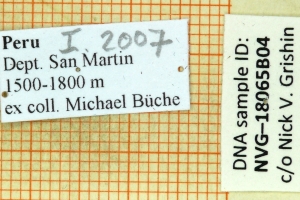 Peru I. 2007
Dept. San Martin
1500-1800 m
ex coll. Michael Büche
DNA sample ID:
NVG–18065B04
c/o Nick V. Grishin